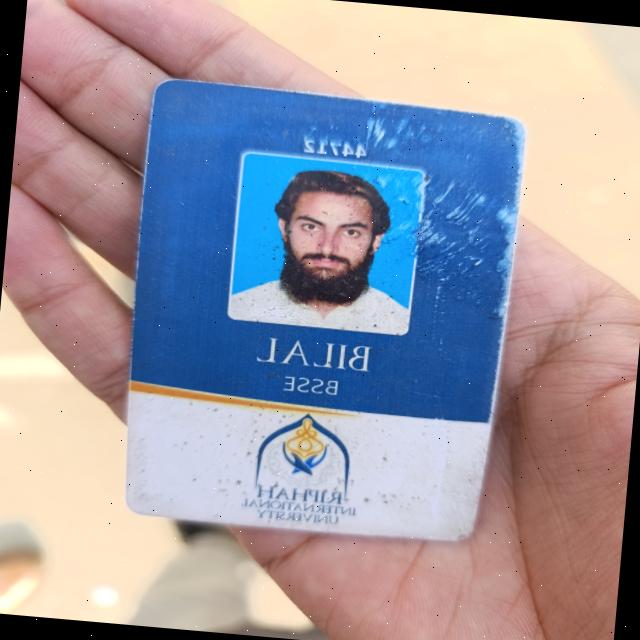 44712
BILAL
BSSE
RIPHAH
INTERNATIONAL
UNIVERSITY